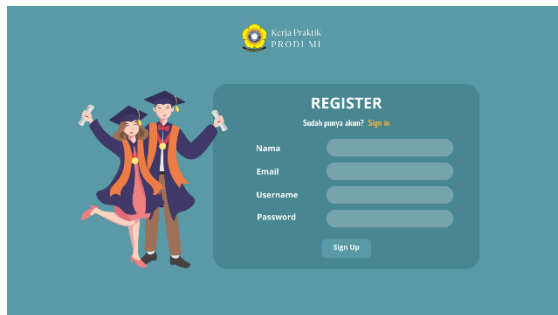 Kerja Praktik
PRODI MI
REGISTER
Sudah punya akun? Sign in
Nama
Email
Username
Password
Sign Up